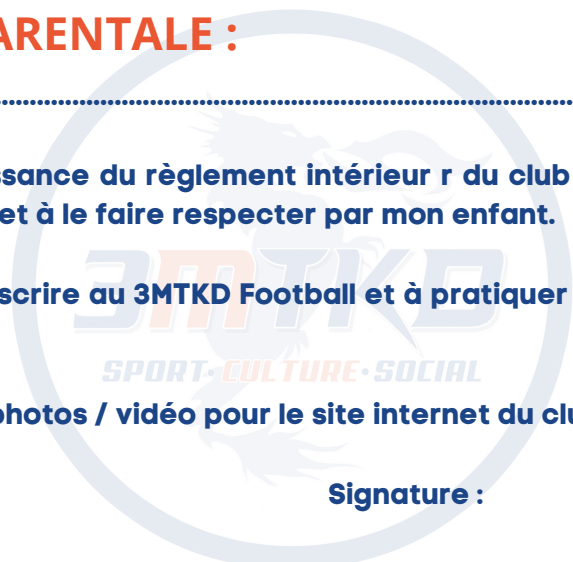 ARENTALE :
ssance du règlement intérieur r du club
et à le faire respecter par mon enfant.
3MTKD
scrire au 3MTKD Football et à pratiquer
SPORT•CULTURE•SOCIAL
photos / vidéo pour le site internet du clu
Signature :